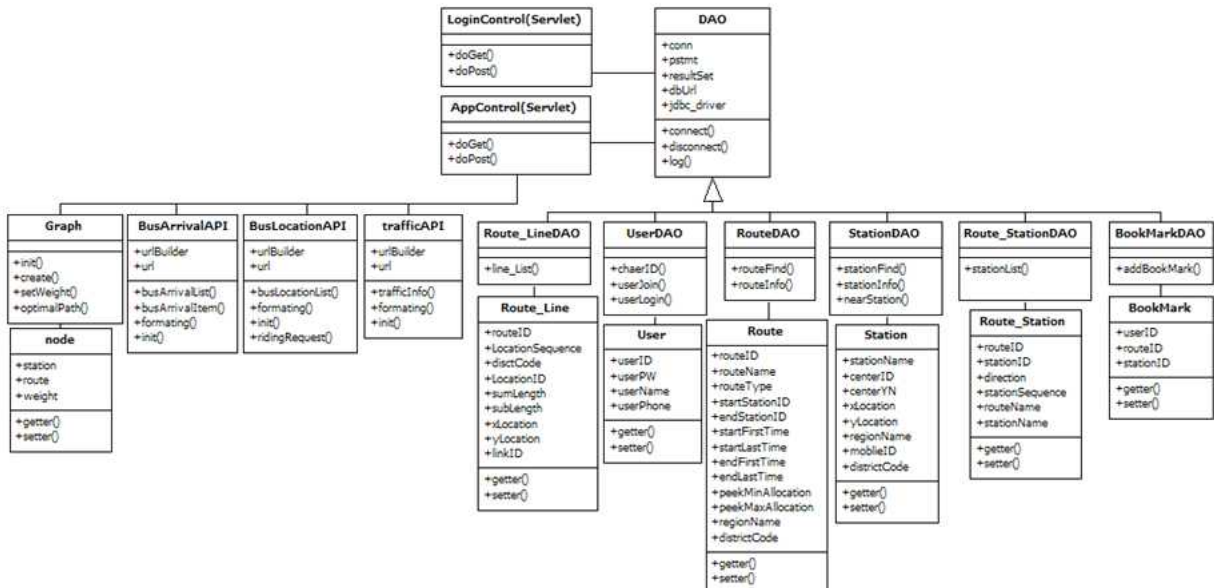 LoginControl(Servlet)
+doGet()
+doPost()
DAO
+conn
+pstmt
+resultSet
+dbUrl
+jdbc_driver
+connect()
+disconnect()
+log()
AppControl(Servlet)
+doGet()
+doPost()
Graph
+init()
+create()
+setWeight()
+optimalPath()
node
+station
+route
+weight
+getter()
+setter()
BusArrivalAPI
+urlBuilder
+url
+busArrivalList()
+busArrivalItem()
+formating()
+init()
BusLocationAPI
+urlBuilder
+url
+busLocationList()
+formating()
+init()
+ridingRequest()
trafficAPI
+urlBuilder
+url
+trafficInfo()
+formating()
+init()
Route_LineDAO
+line_List()
Route_Line
+routeID
+LocationSequence
+disctCode
+LocationID
+sumLength
+subLength
+xLocation
+yLocation
+linkID
+getter()
+setter()
UserDAO
+chaerID()
+userJoin()
+userLogin()
User
+userID
+userPW
+userName
+userPhone
+getter()
+setter()
RouteDAO
+routeFind()
+routeInfo()
Route
+routeID
+routeName
+routeType
+startStationID
+endStationID
+startFirstTime
+startLastTime
+endFirstTime
+endLastTime
+peekMinAllocation
+peekMaxAllocation
+regionName
+districtCode
+getter()
+setter()
StationDAO
+stationFind()
+stationInfo()
+nearStation()
Station
+stationName
+centerID
+centerYN
+xLocation
+yLocation
+regionName
+moblieID
+districtCode
+getter()
+setter()
Route_StationDAO
+stationList()
Route_Station
+routeID
+stationID
+direction
+stationSequence
+routeName
+stationName
+getter()
+setter()
BookMarkDAO
+addBookMark()
BookMark
+userID
+routeID
+stationID
+getter()
+setter()